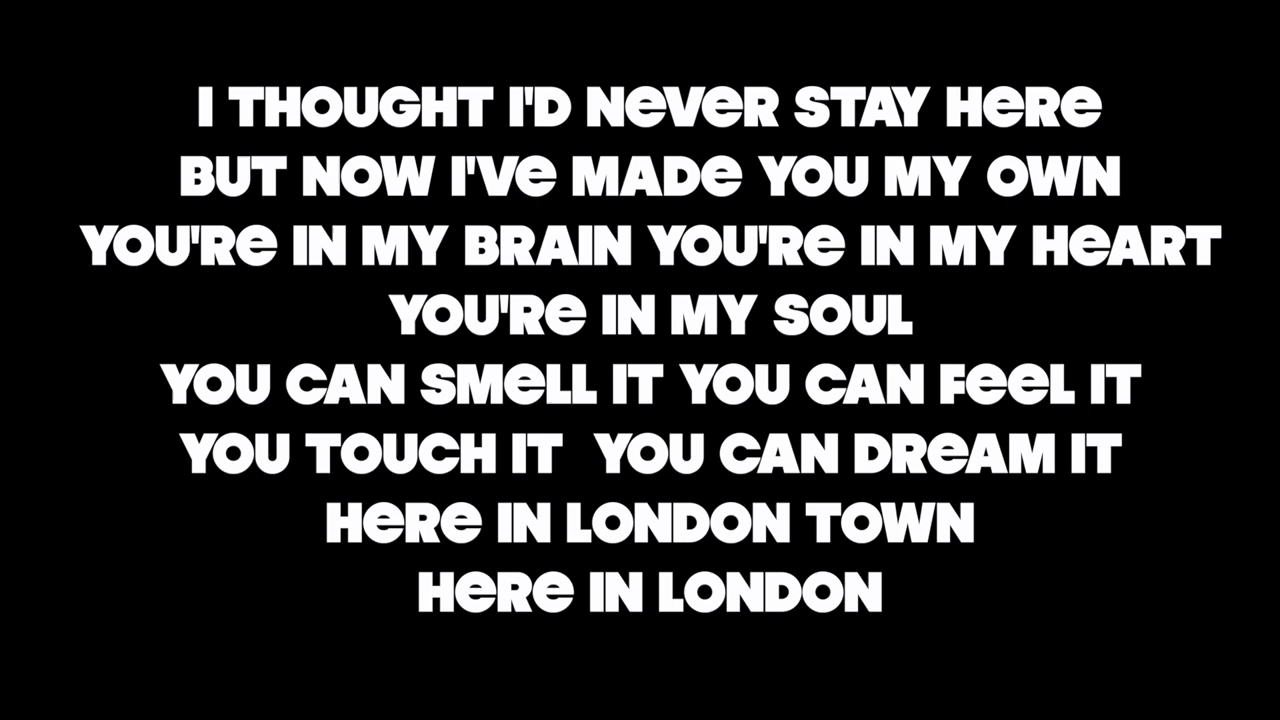 I THOUGHT I'D NEVER STAY HERE
BUT NOW I'VE MADE YOU MY OWN
YOU'RE IN MY BRAIN YOU'RE IN MY HEART
YOU'RE IN MY SOUL
YOU CAN SMELL IT YOU CAN FEEL IT
YOU TOUCH IT  YOU CAN DREAM IT
HERE IN LONDON TOWN
HERE IN LONDON